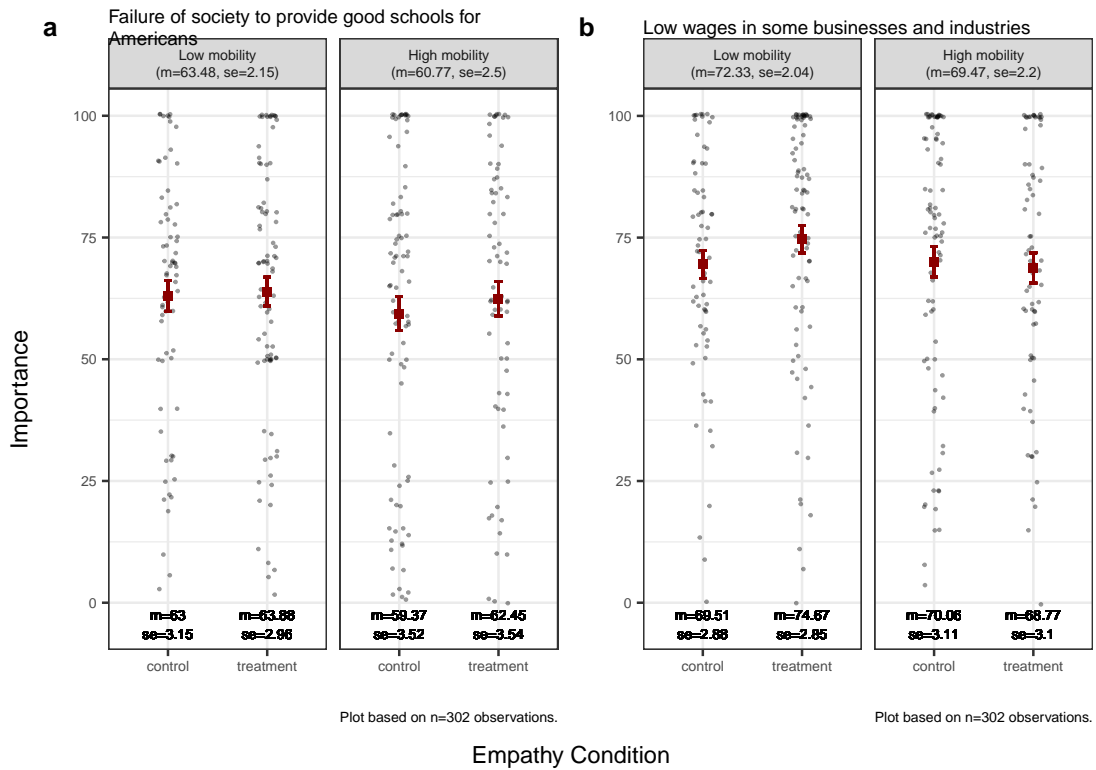 a
Failure of society to provide good schools for
Americans
Low mobility
(m=63.48, se=2.15)
High mobility
(m=60.77, se=2.5)
100
75
50
25
0
m=63
se=3.15
m=63.88
se=2.96
m=59.37
se=3.52
m=62.45
se=3.54
control
treatment
control
treatment
Plot based on n=302 observations.
b
Low wages in some businesses and industries
Low mobility
(m=72.33, se=2.04)
High mobility
(m=69.47, se=2.2)
100
75
50
25
0
m=69.51
se=2.88
m=74.67
se=2.85
m=70.06
se=3.11
m=68.77
se=3.1
control
treatment
control
treatment
Plot based on n=302 observations.
Importance
Empathy Condition